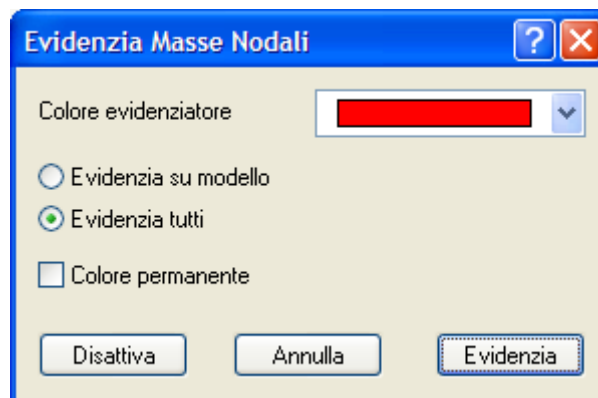 Evidenzia Masse Nodali
Colore evidenziatore
Evidenzia su modello
Evidenzia tutti
Colore permanente
Disattiva Annulla Evidenzia